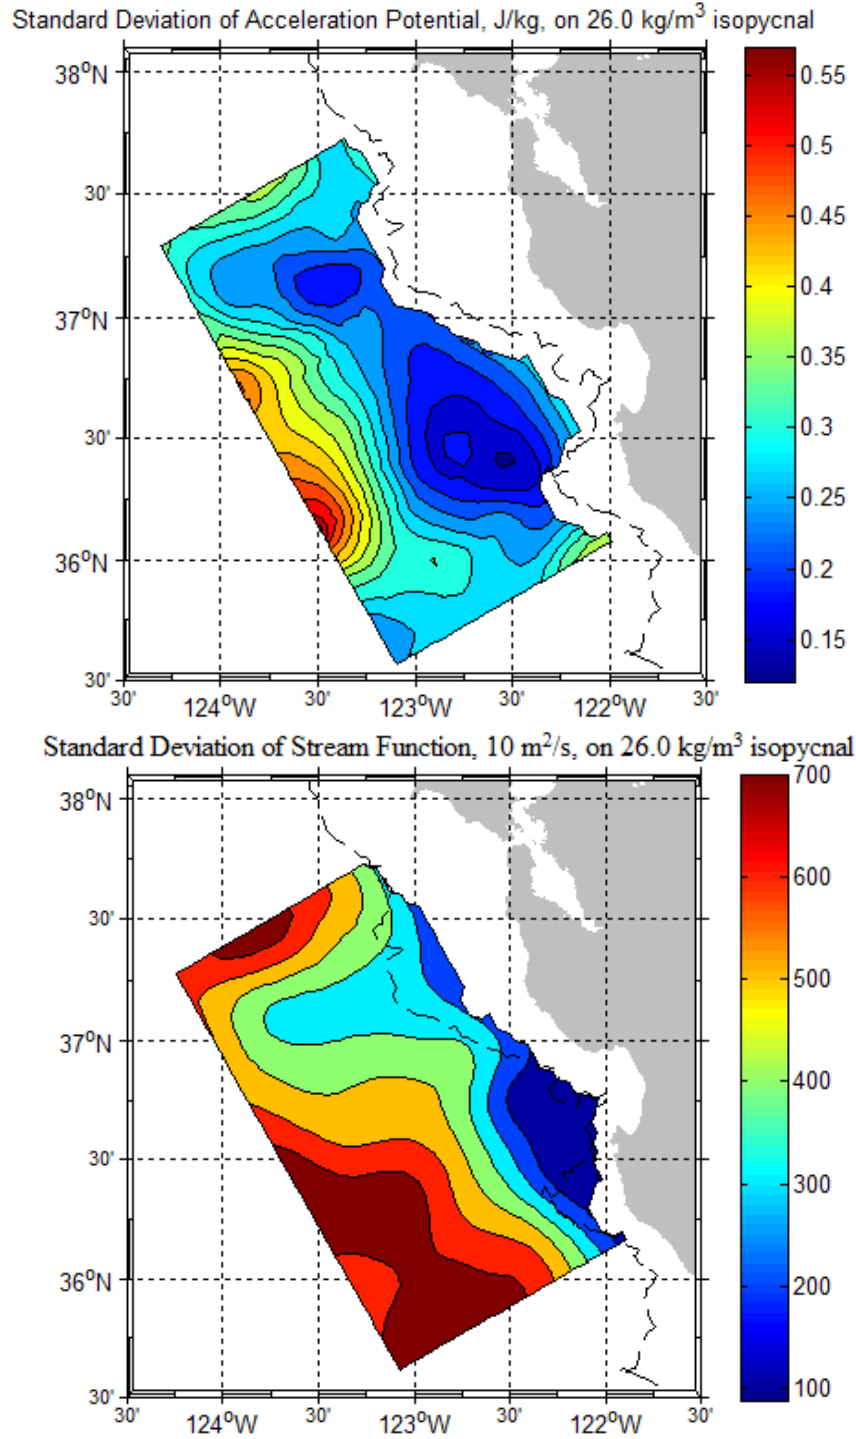 Standard Deviation of Acceleration Potential, J/kg, on 26.0 kg/m³ isopycnal
38°N
30'
37°N
30'
36°N
30'
30'
124°W
30'
123°W
30'
122°W
30'
0.55
0.5
0.45
0.4
0.35
0.3
0.25
0.2
0.15
Standard Deviation of Stream Function, 10 m²/s, on 26.0 kg/m³ isopycnal
38°N
30'
37°N
30'
36°N
30'
30'
124°W
30'
123°W
30'
122°W
30'
700
600
500
400
300
200
100